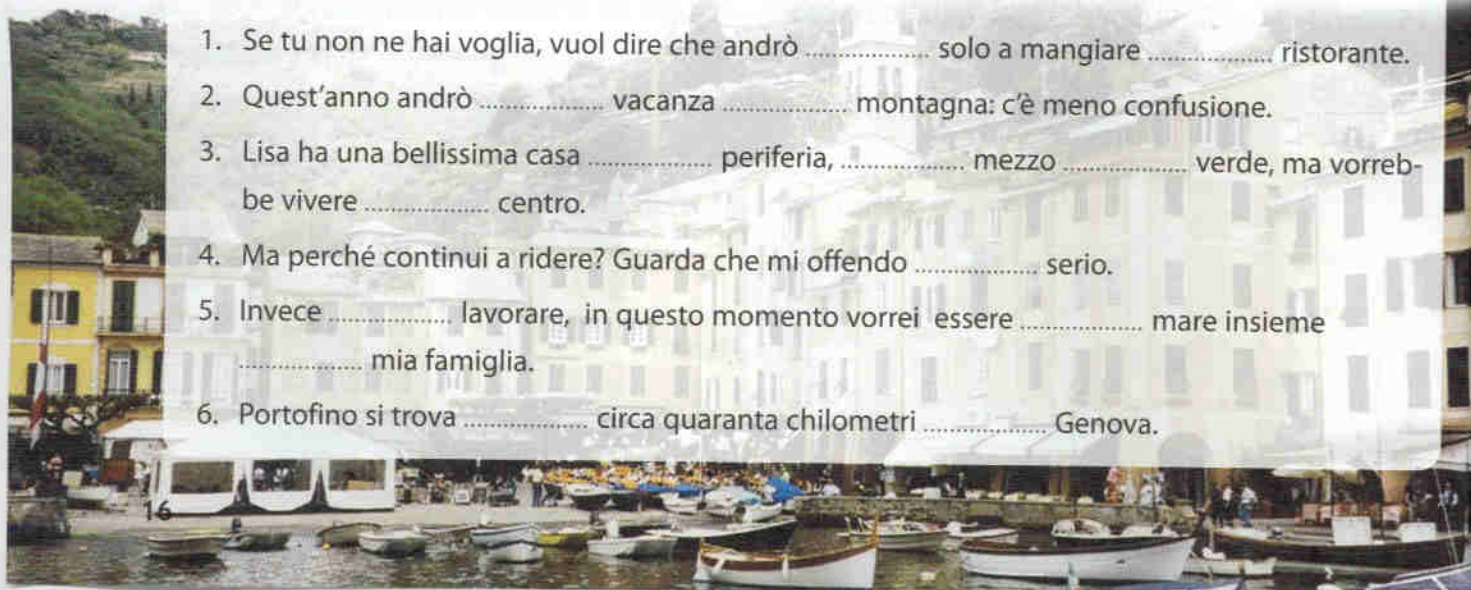 1. Se tu non ne hai voglia, vuol dire che andrò ................ solo a mangiare ................ ristorante.
2. Quest'anno andrò ................ vacanza ................ montagna: c'è meno confusione.
3. Lisa ha una bellissima casa ................ periferia, ................ mezzo ................ verde, ma vorreb-
be vivere ................ centro.
4. Ma perché continui a ridere? Guarda che mi offendo ................ serio.
5. Invece ................ lavorare, in questo momento vorrei essere ................ mare insieme
................ mia famiglia.
6. Portofino si trova ................ circa quaranta chilometri ................ Genova.
16